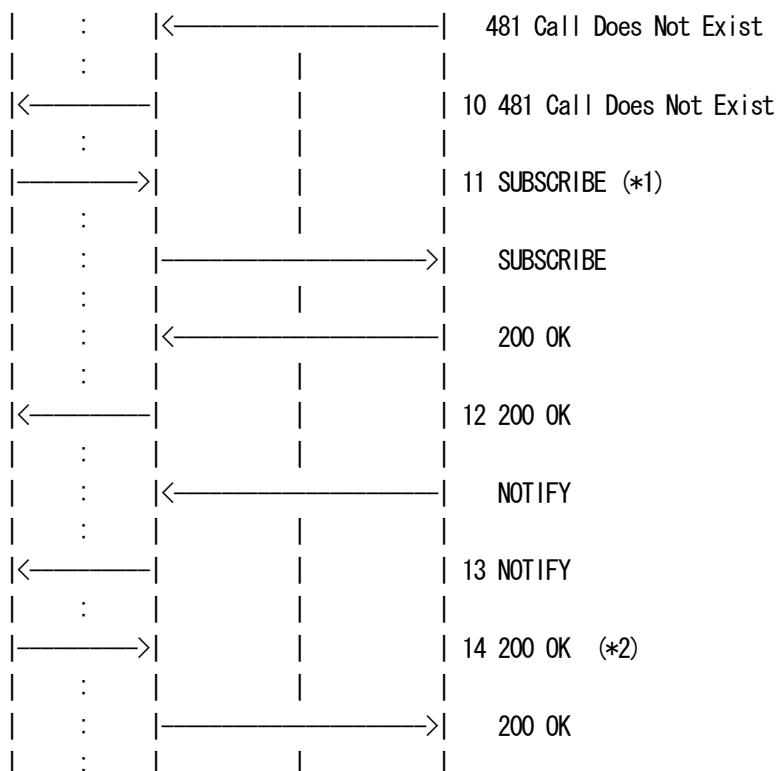 481 Call Does Not Exist
10 481 Call Does Not Exist
11 SUBSCRIBE (*1)
SUBSCRIBE
200 OK
12 200 OK
NOTIFY
13 NOTIFY
14 200 OK (*2)
200 OK